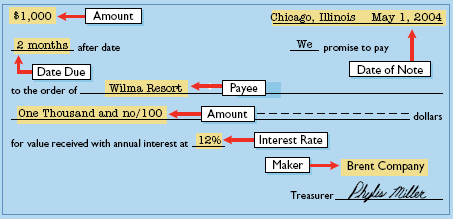 $1,000 Amount Chicago, Illinois May 1, 2004
2 months after date We promise to pay
Date Due Date of Note
to the order of Wilma Resort Payee
One Thousand and no/100 Amount dollars
for value received with annual interest at 12% Interest Rate
Maker Brent Company
Treasurer Phylis Miller